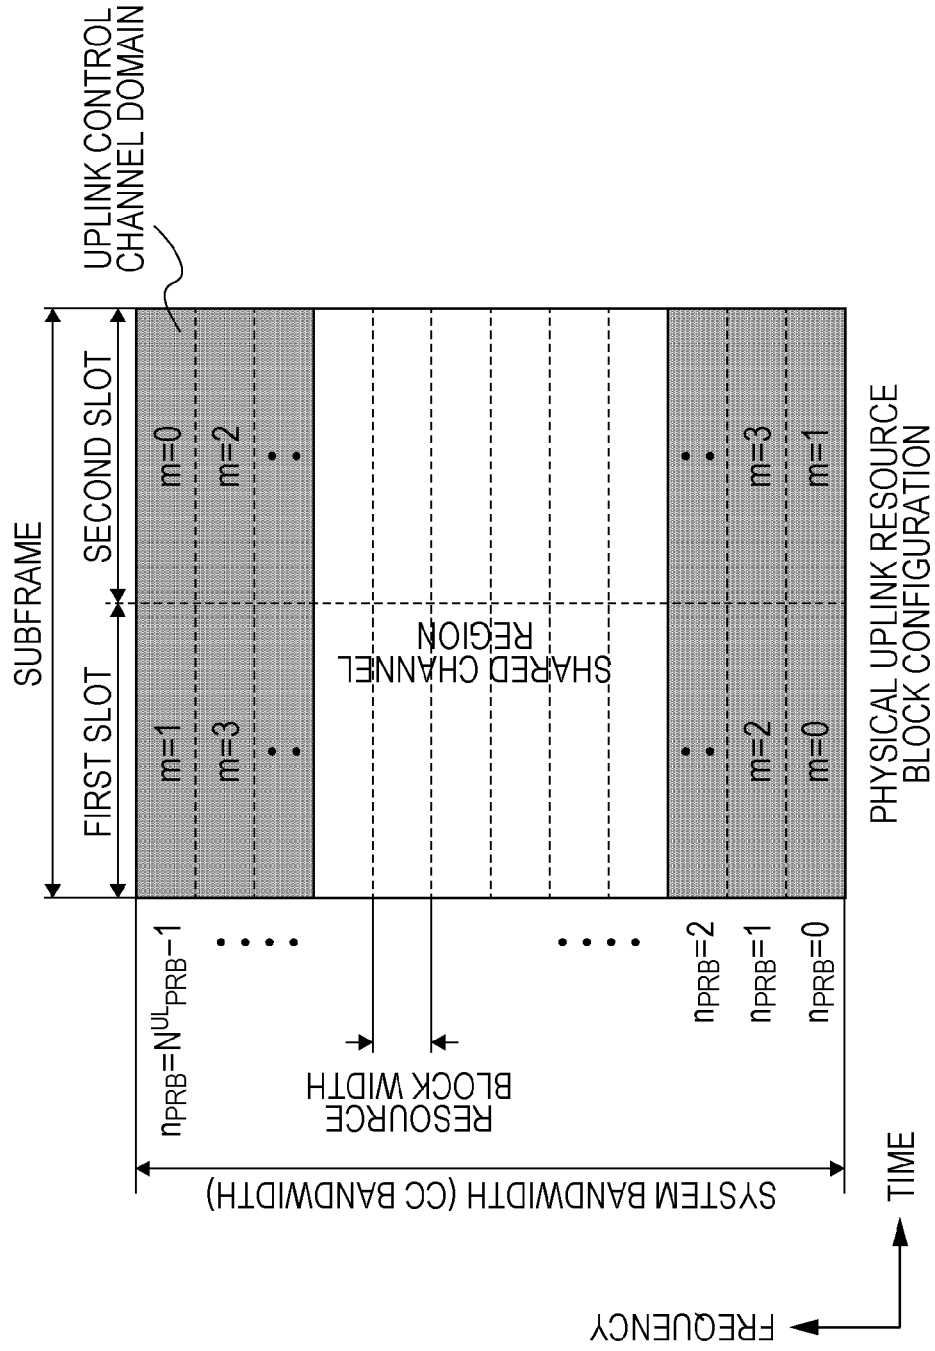 SUBFRAME
FIRST SLOT
SECOND SLOT
UPLINK CONTROL
CHANNEL DOMAIN
nPRB=N^UL PRB−1
m=1
m=0
m=3
m=2
SHARED CHANNEL
REGION
RESOURCE
BLOCK WIDTH
SYSTEM BANDWIDTH (CC BANDWIDTH)
nPRB=2
nPRB=1
m=2
m=3
nPRB=0
m=0
m=1
PHYSICAL UPLINK RESOURCE
BLOCK CONFIGURATION
FREQUENCY
TIME